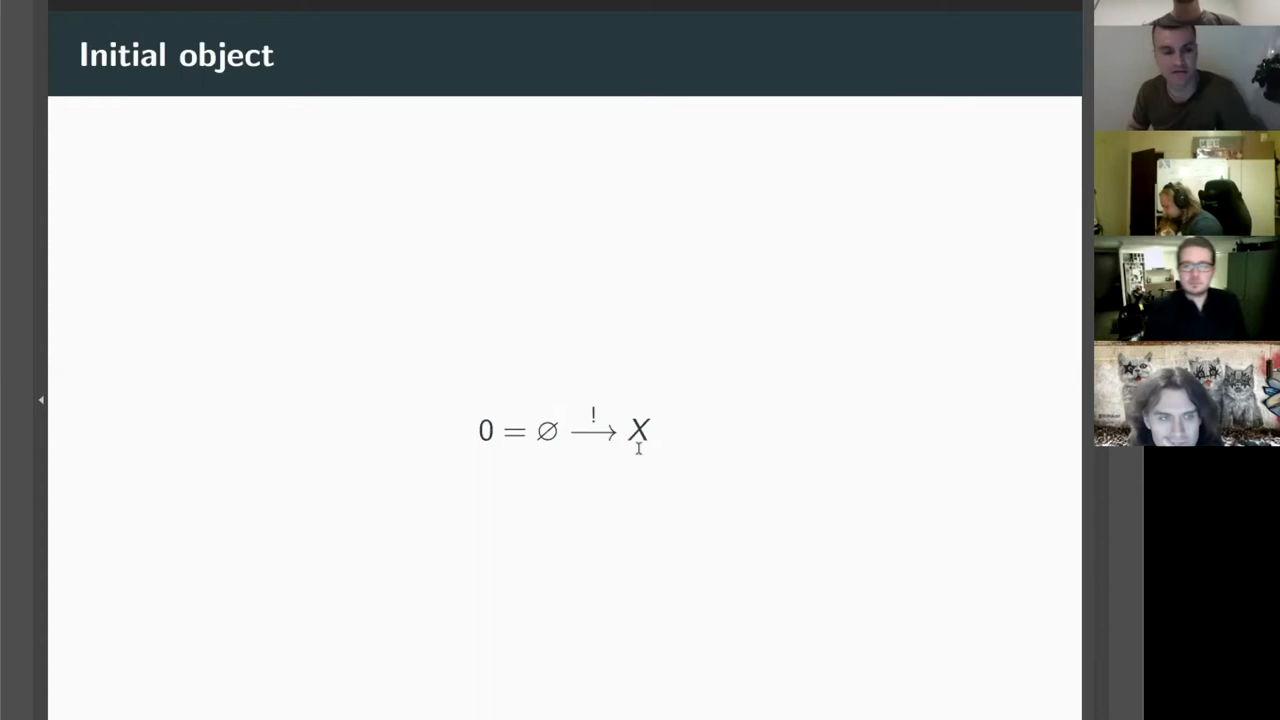 Initial object
0 = ∅ ⟶ X
!